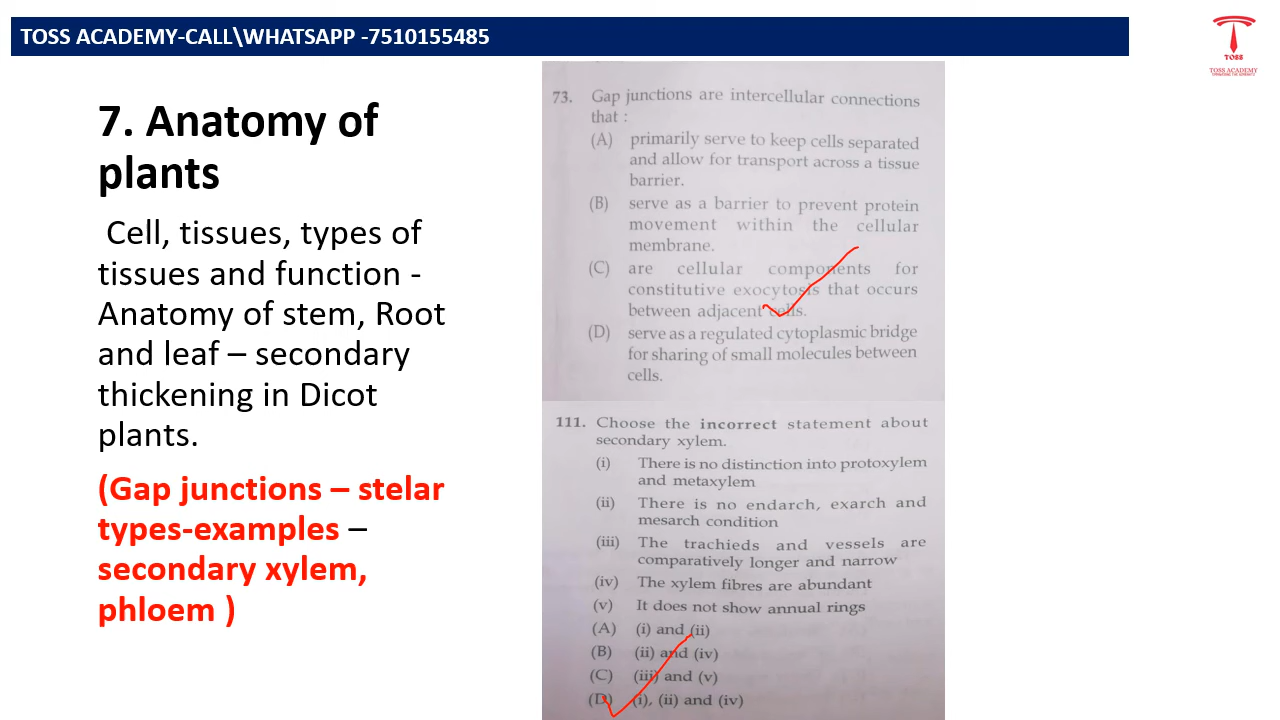 TOSS ACADEMY-CALL\WHATSAPP -7510155485
TOSS
TOSS ACADEMY
7. Anatomy of
plants
Cell, tissues, types of
tissues and function -
Anatomy of stem, Root
and leaf – secondary
thickening in Dicot
plants.
(Gap junctions – stelar
types-examples –
secondary xylem,
phloem )
73. Gap junctions are intercellular connections
that :
(A) primarily serve to keep cells separated
and allow for transport across a tissue
barrier.
(B) serve as a barrier to prevent protein
movement within the cellular
membrane.
(C) are cellular components for
constitutive exocytosis that occurs
between adjacent cells.
(D) serve as a regulated cytoplasmic bridge
for sharing of small molecules between
cells.
111. Choose the incorrect statement about
secondary xylem.
(i) There is no distinction into protoxylem
and metaxylem
(ii) There is no endarch, exarch and
mesarch condition
(iii) The trachieds and vessels are
comparatively longer and narrow
(iv) The xylem fibres are abundant
(v) It does not show annual rings
(A) (i) and (ii)
(B) (ii) and (iv)
(C) (iii) and (v)
(D) (i), (ii) and (iv)